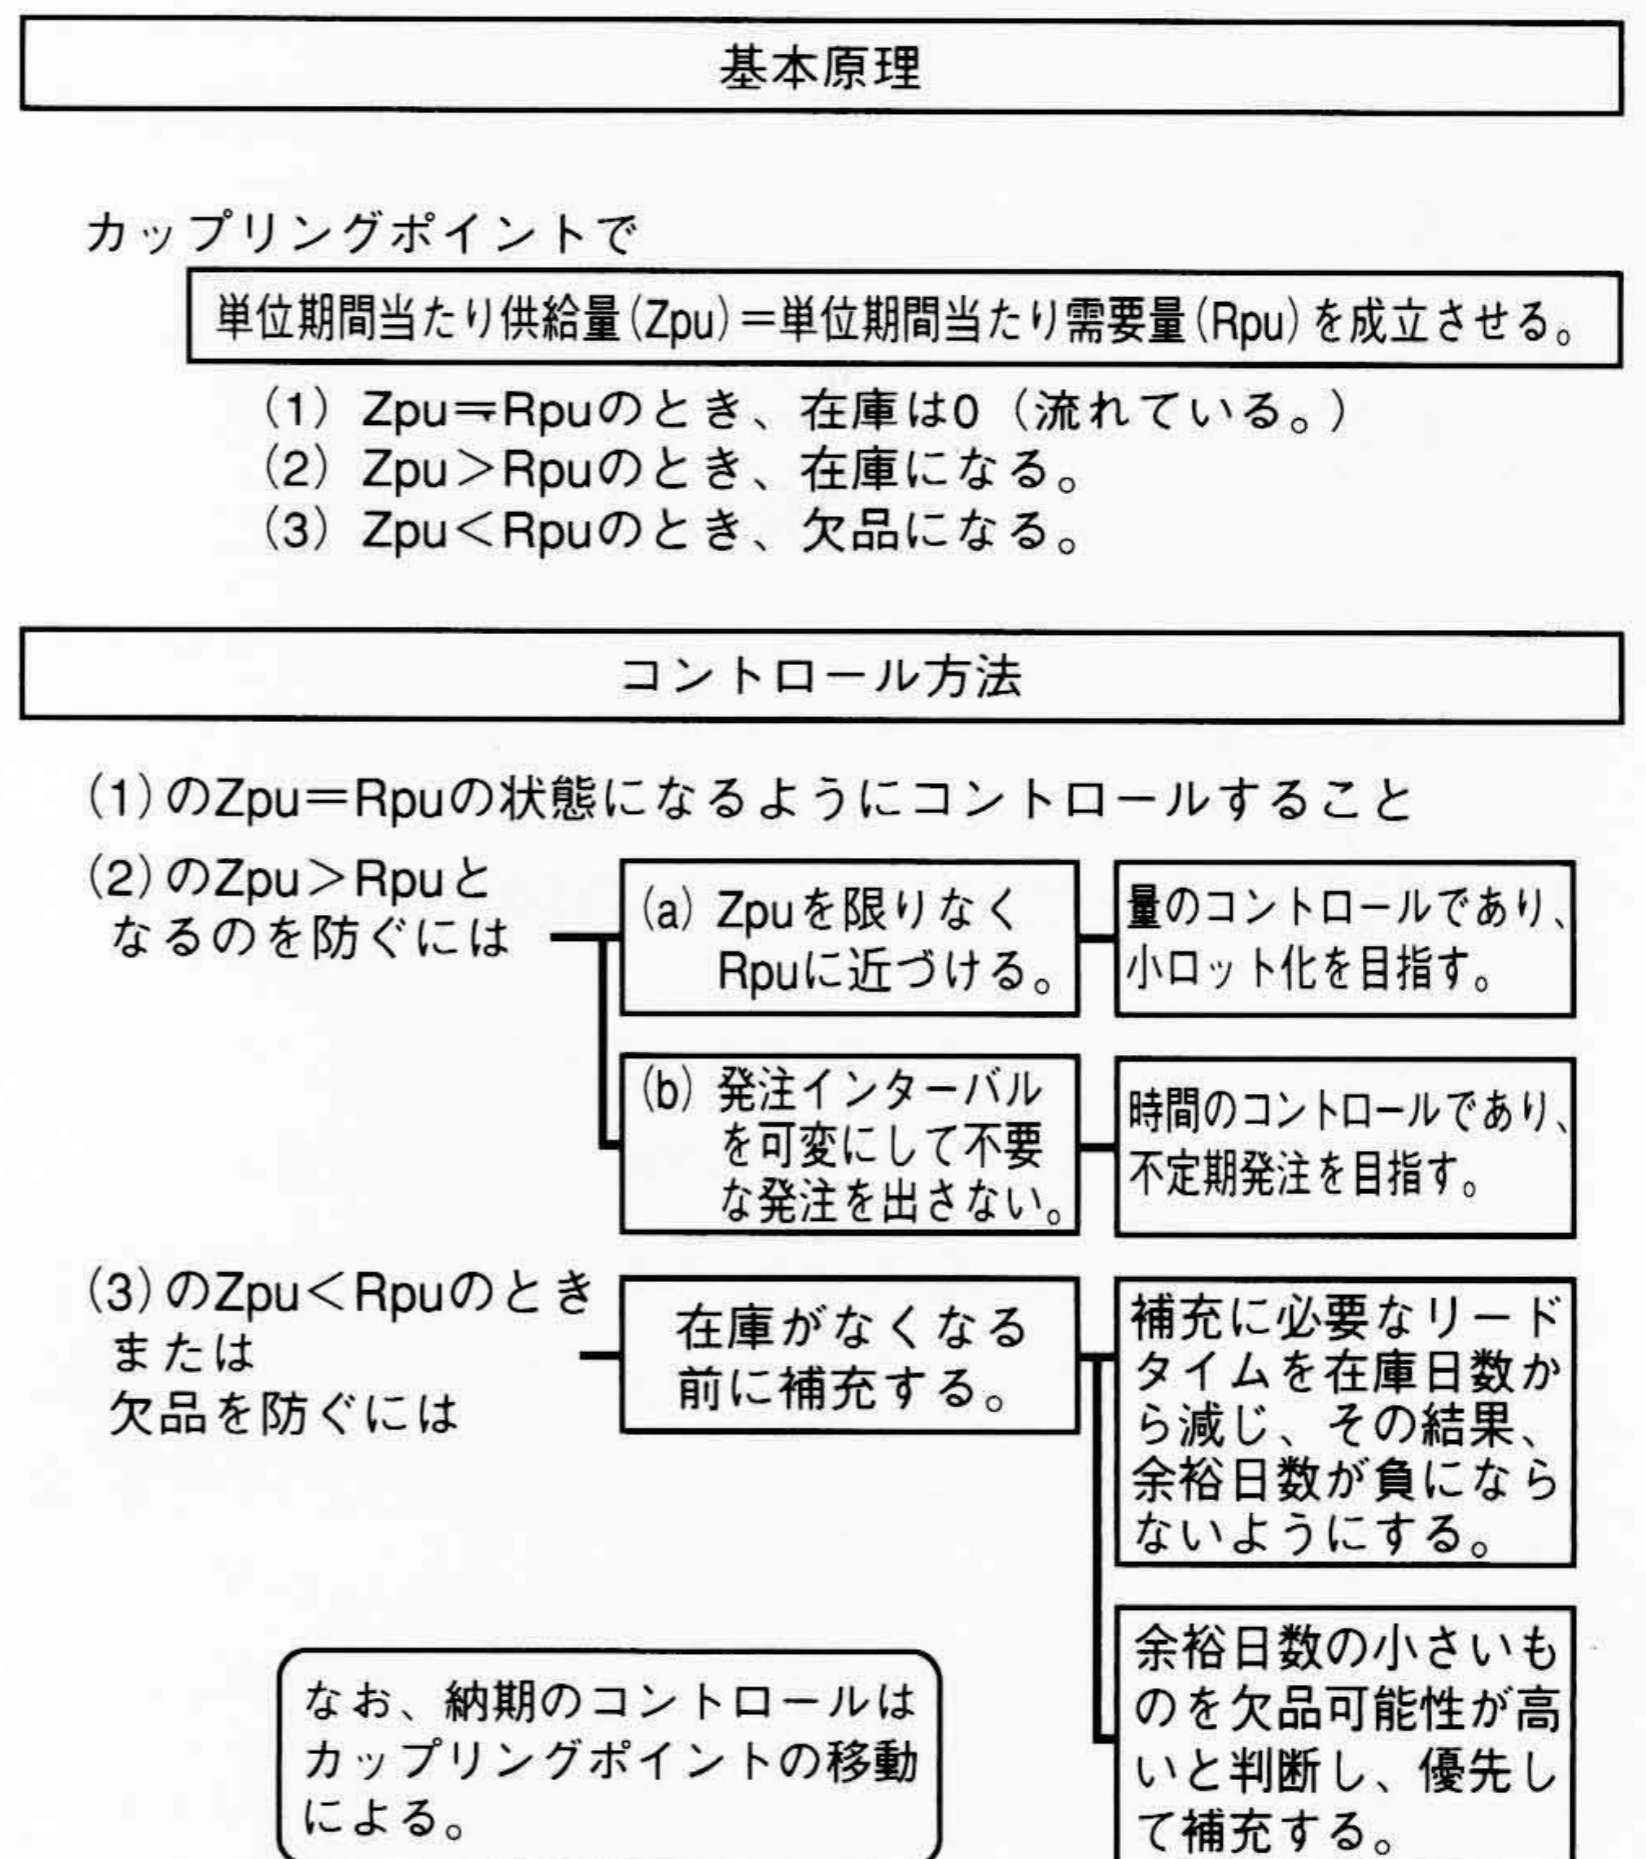 基本原理
カップリングポイントで
単位期間当たり供給量(Zpu)=単位期間当たり需要量(Rpu)を成立させる。
(1) Zpu≒Rpuのとき、在庫は0(流れている。)
(2) Zpu>Rpuのとき、在庫になる。
(3) Zpu<Rpuのとき、欠品になる。
コントロール方法
(1)のZpu=Rpuの状態になるようにコントロールすること
(2)のZpu>Rpuと
なるのを防ぐには
(a) Zpuを限りなく
Rpuに近づける。
量のコントロールであり、
小ロット化を目指す。
(b) 発注インターバル
を可変にして不要
な発注を出さない。
時間のコントロールであり、
不定期発注を目指す。
(3)のZpu<Rpuのとき
または
欠品を防ぐには
在庫がなくなる
前に補充する。
補充に必要なリード
タイムを在庫日数か
ら減じ、その結果、
余裕日数が負になら
ないようにする。
余裕日数の小さいも
のを欠品可能性が高
いと判断し、優先し
て補充する。
なお、納期のコントロールは
カップリングポイントの移動
による。